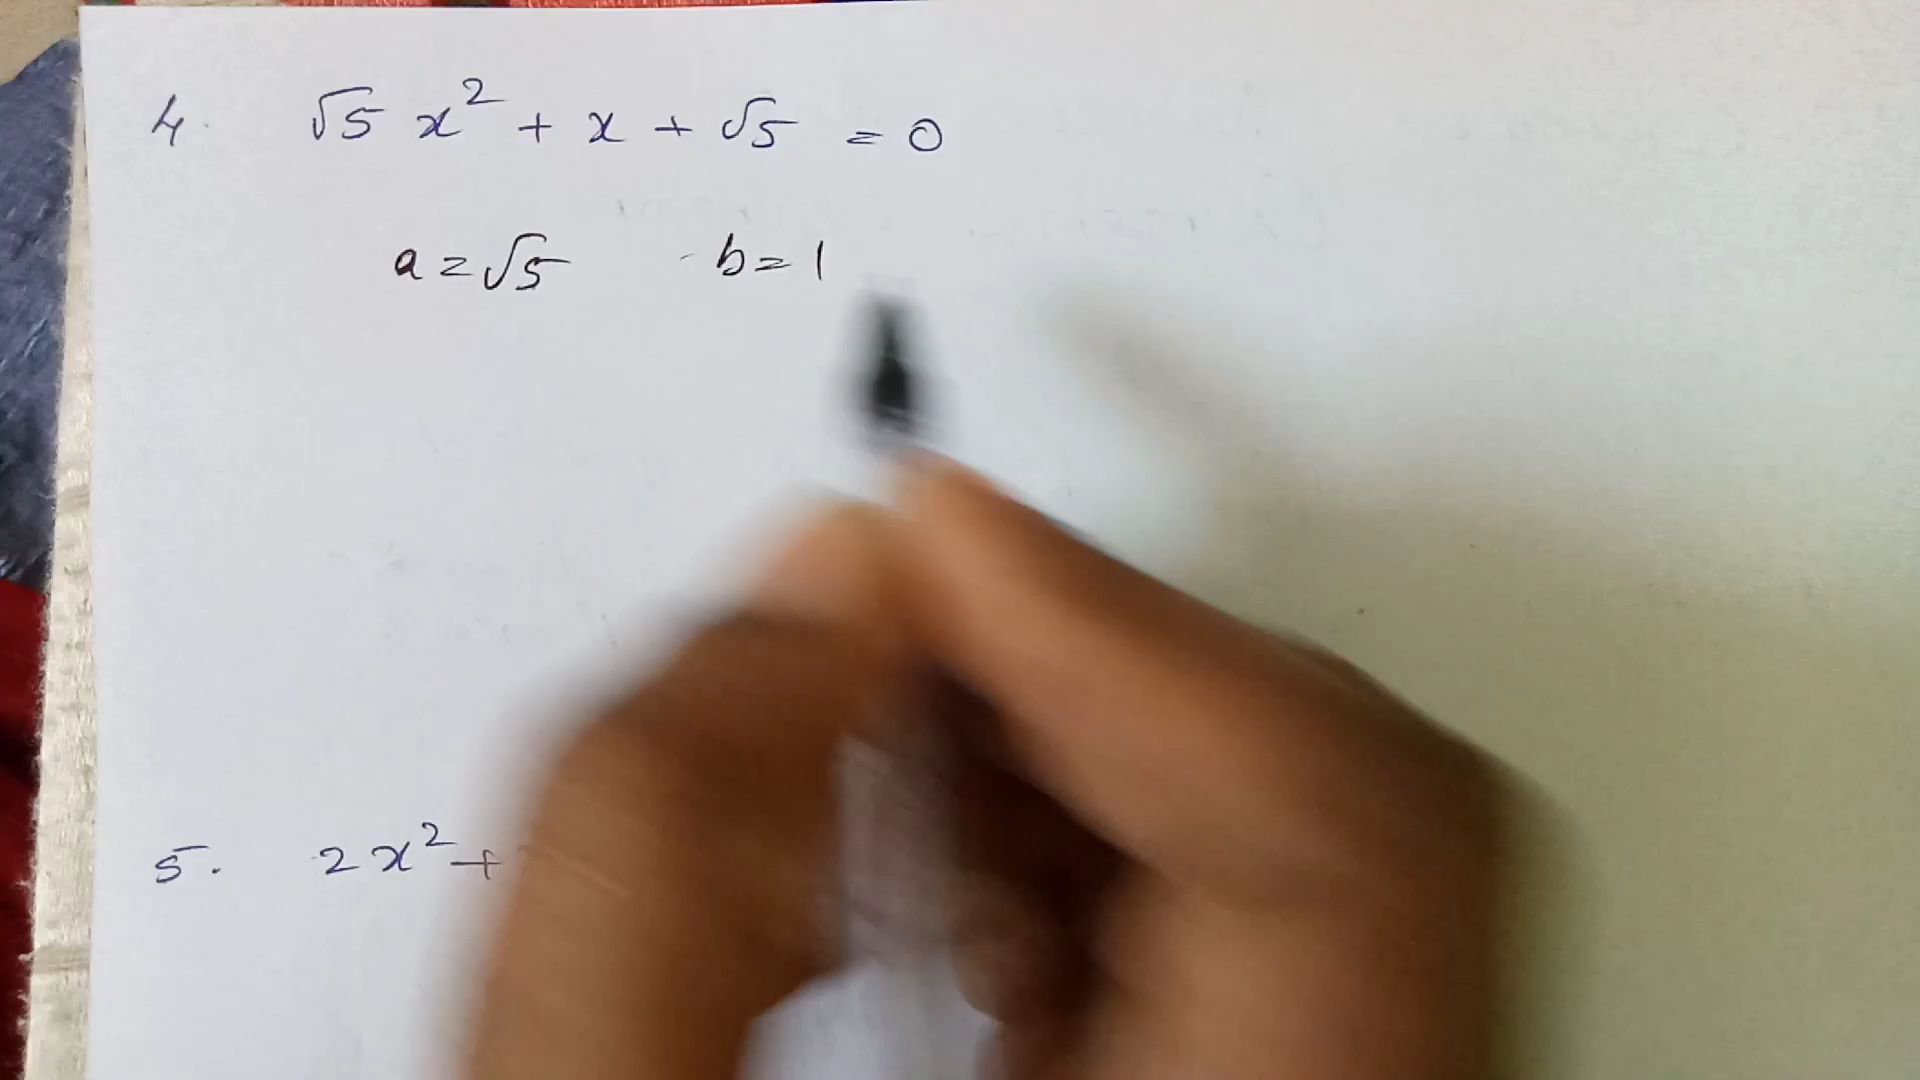 4. √5 x² + x + √5 = 0
a = √5 b = 1
5. 2x² +